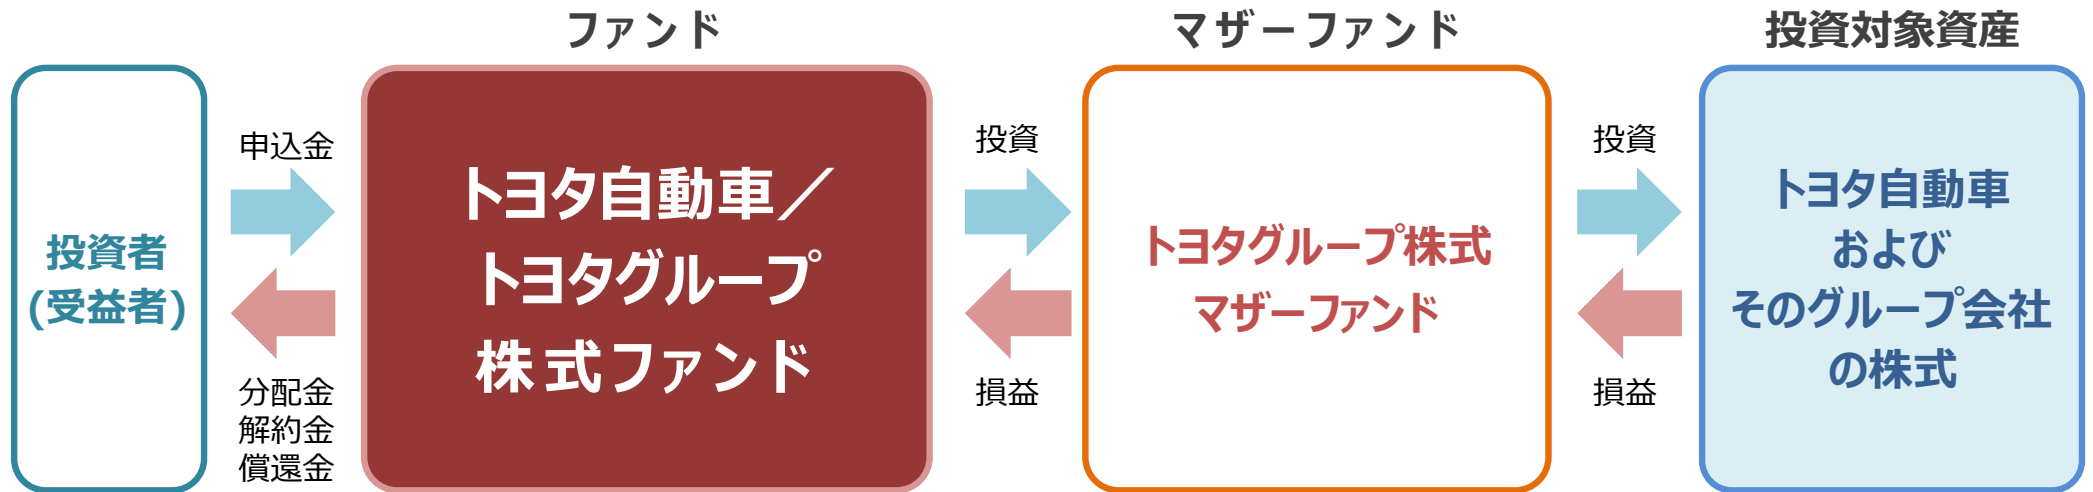 ファンド
マザーファンド
投資対象資産
投資者
(受益者)
申込金
分配金
解約金
償還金
トヨタ自動車／
トヨタグループ
株式ファンド
投資
損益
トヨタグループ株式
マザーファンド
投資
損益
トヨタ自動車
および
そのグループ会社
の株式